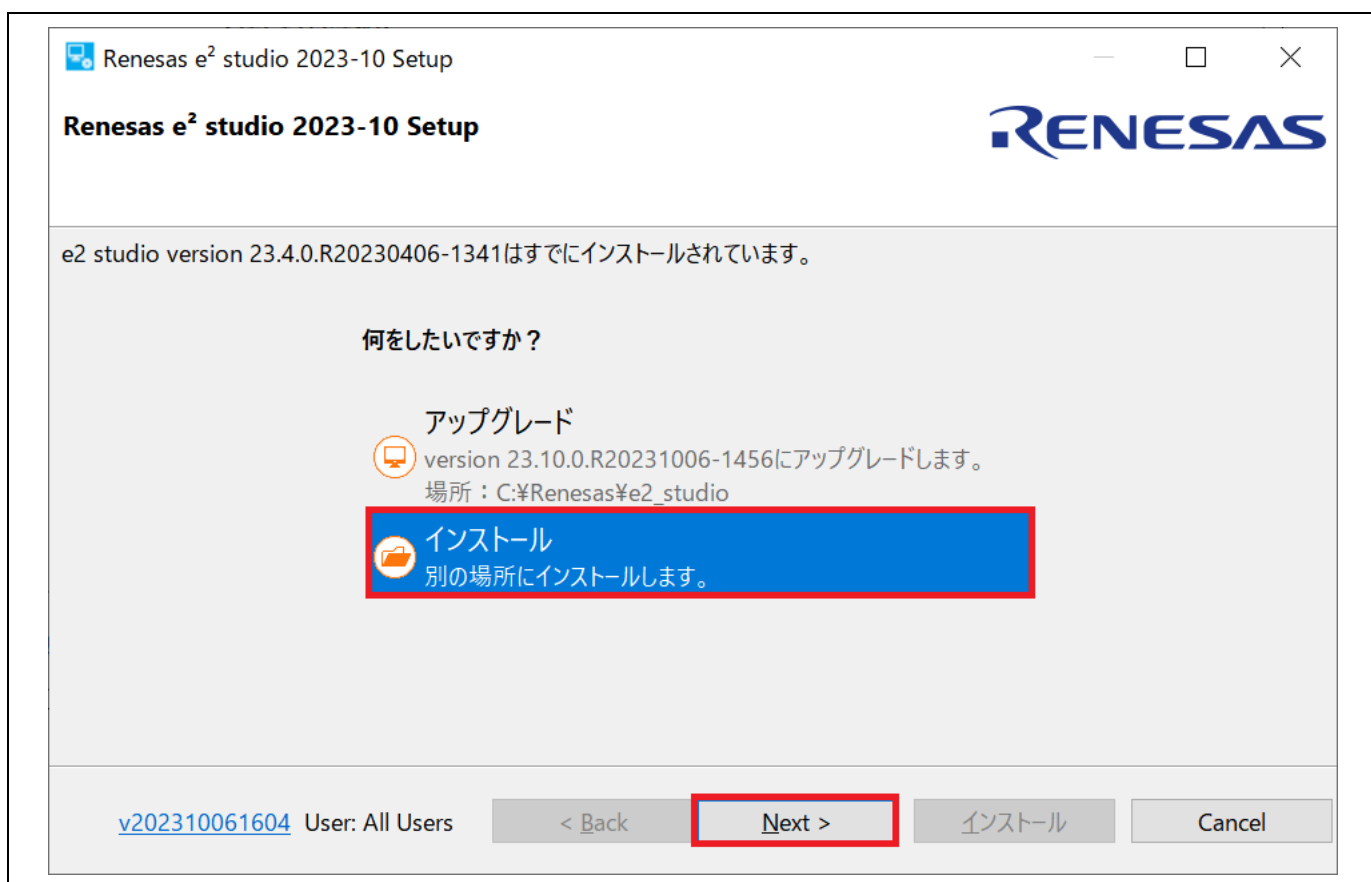 Renesas e² studio 2023-10 Setup
Renesas e² studio 2023-10 Setup
RENESAS
e2 studio version 23.4.0.R20230406-1341はすでにインストールされています。
何をしたいですか？
アップグレード
version 23.10.0.R20231006-1456にアップグレードします。
場所：C:¥Renesas¥e2_studio
インストール
別の場所にインストールします。
v202310061604 User: All Users < Back Next > インストール Cancel